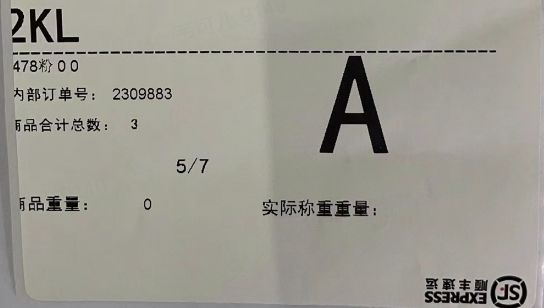 2KL
478粉00
A
内部订单号: 2309883
商品合计总数: 3
5/7
商品重量: 0
实际称重重量:
SF
EXPRESS
顺丰速运